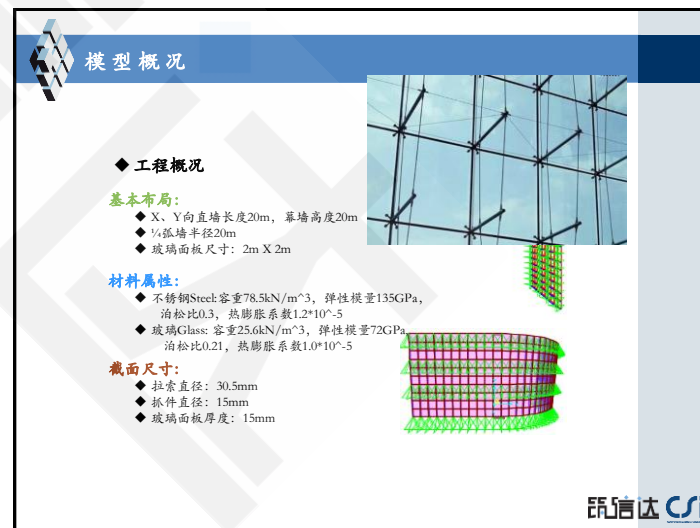 模型概况
◆ 工程概况
基本布局：
◆ X、Y向直墙长度20m，幕墙高度20m
◆ ¼弧墙半径20m
◆ 玻璃面板尺寸：2m X 2m
材料属性：
◆ 不锈钢Steel:容重78.5kN/m^3，弹性模量135GPa，
泊松比0.3，热膨胀系数1.2*10^-5
◆ 玻璃Glass: 容重25.6kN/m^3，弹性模量72GPa，
泊松比0.21，热膨胀系数1.0*10^-5
截面尺寸：
◆ 拉索直径：30.5mm
◆ 抓件直径：15mm
◆ 玻璃面板厚度：15mm
筑信达 CS